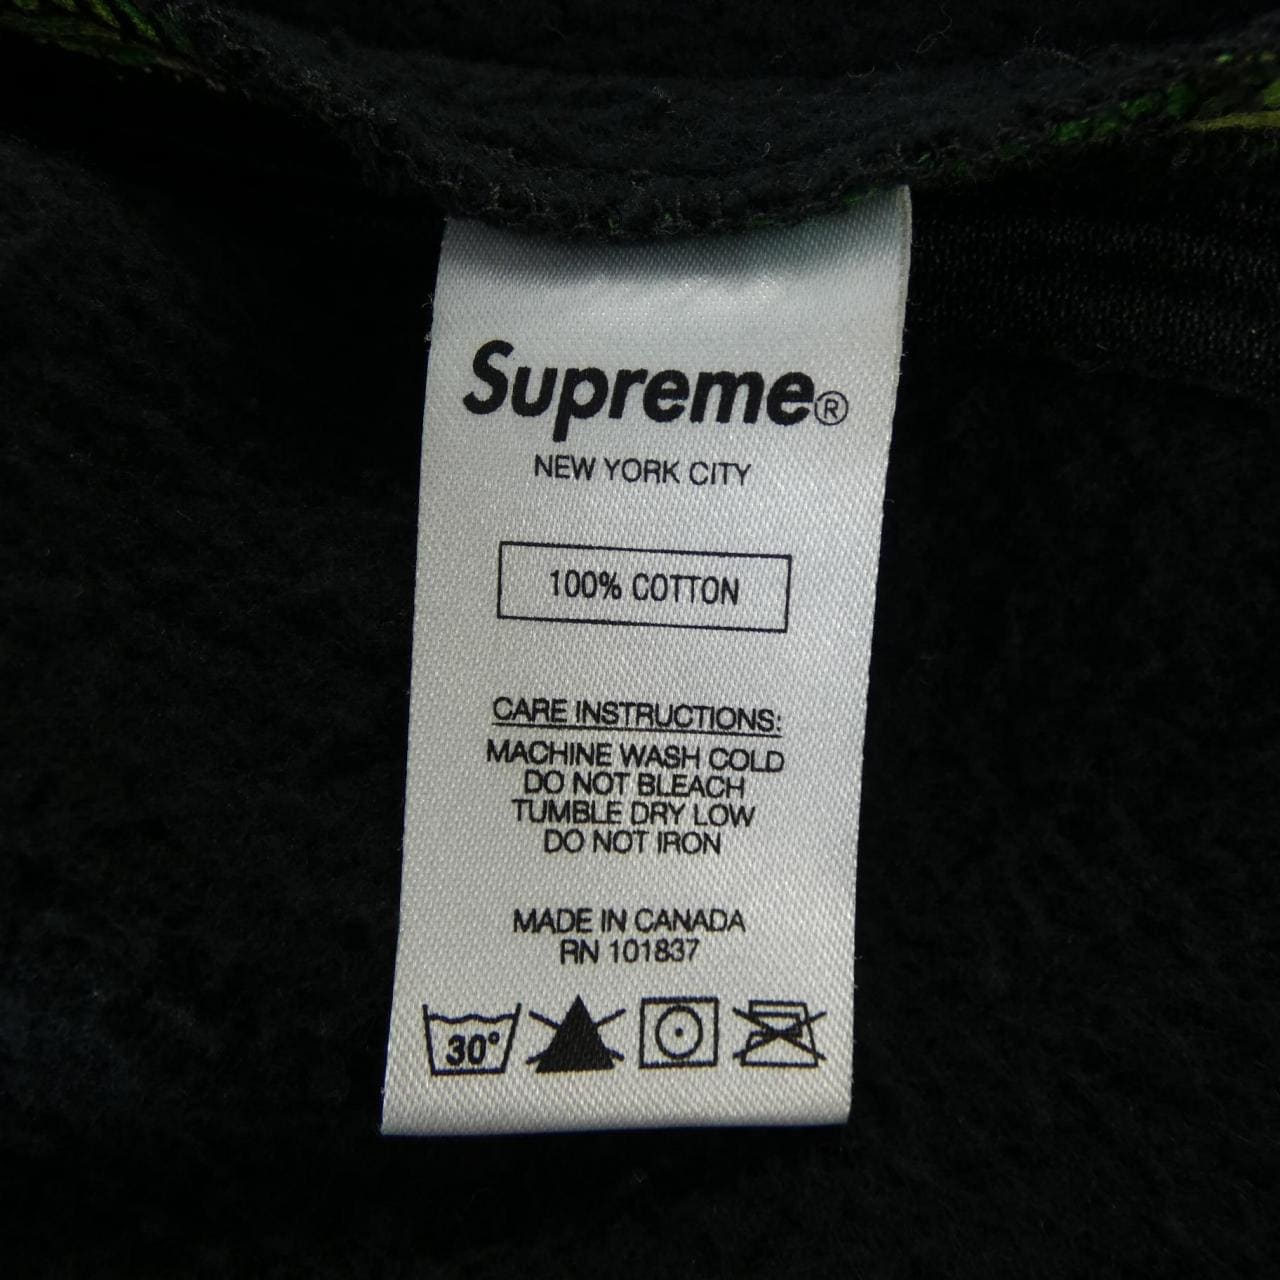 Supreme®
NEW YORK CITY
100% COTTON
CARE INSTRUCTIONS:
MACHINE WASH COLD
DO NOT BLEACH
TUMBLE DRY LOW
DO NOT IRON
MADE IN CANADA
RN 101837
30°